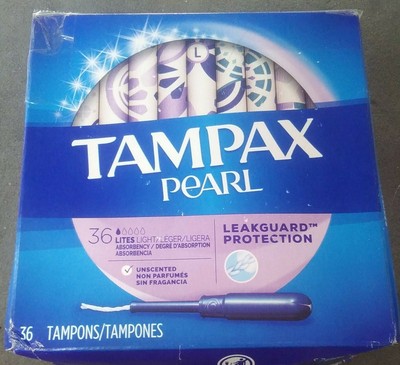 L
TAMPAX
PEARL
36
LITES LIGHT/LÉGER/LIGERA
ABSORBENCY / DEGRÉ D'ABSORPTION
ABSORBENCIA
UNSCENTED
NON PARFUMÉS
SIN FRAGANCIA
LEAKGUARD™
PROTECTION
36 TAMPONS/TAMPONES